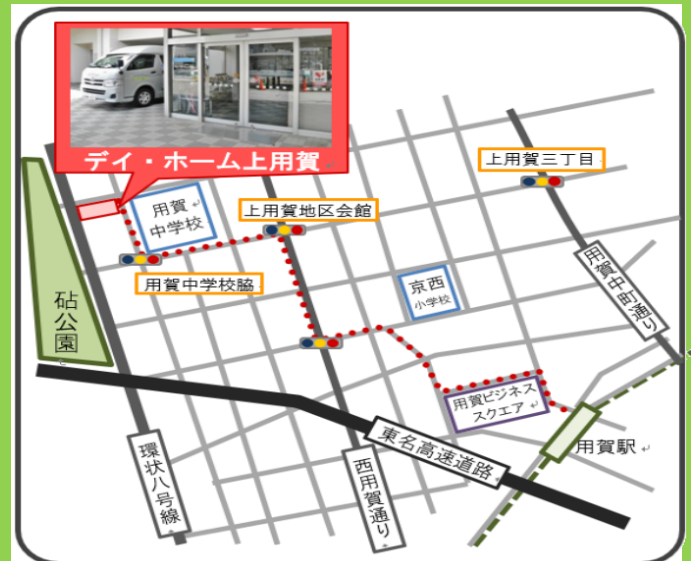 デイ・ホーム上用賀
上用賀三丁目
用賀
中学校
上用賀地区会館
用賀中学校脇
京西
小学校
用賀中町通り
砧公園
用賀ビジネス
スクエア
用賀駅
東名高速道路
環状八号線
西用賀通り